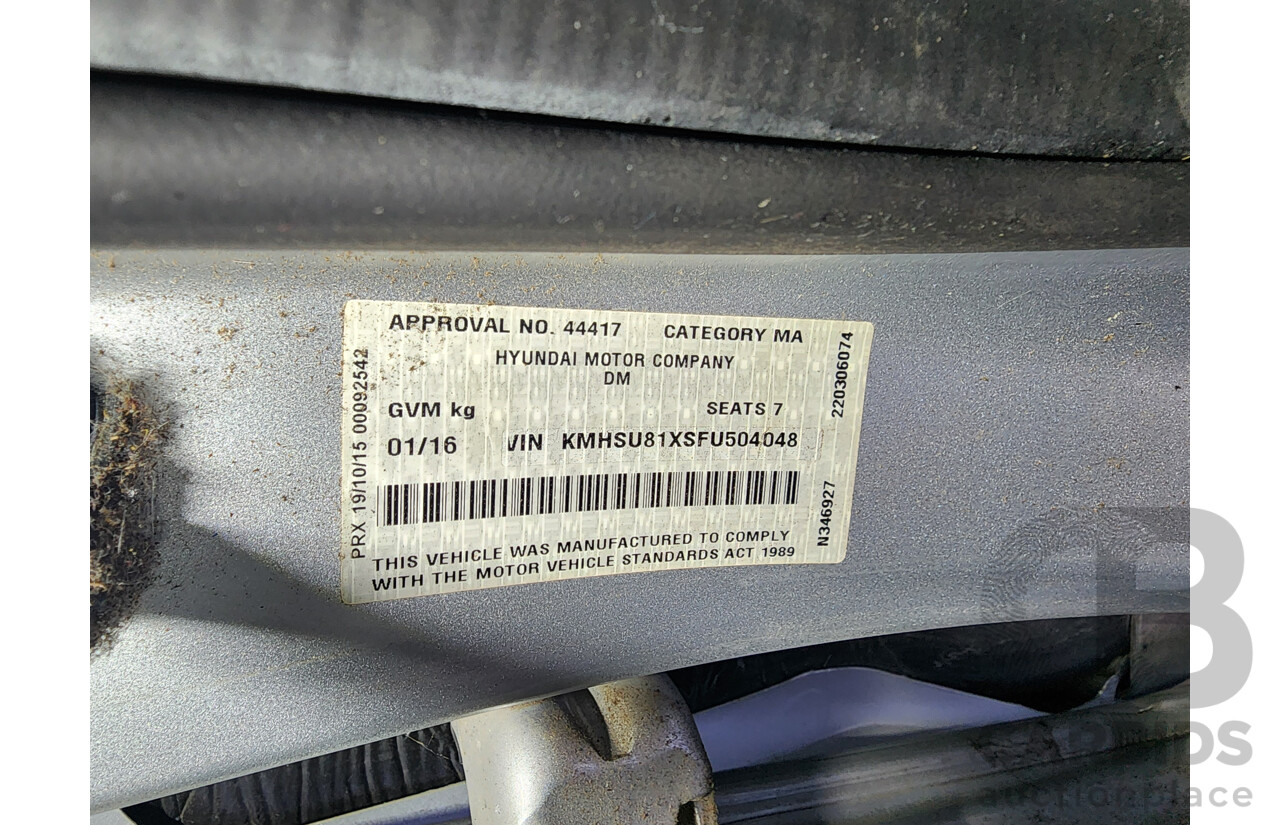 APPROVAL NO. 44417 CATEGORY MA
HYUNDAI MOTOR COMPANY
DM
GVM kg SEATS 7
01/16 VIN KMHSU81XSFU504048
THIS VEHICLE WAS MANUFACTURED TO COMPLY
WITH THE MOTOR VEHICLE STANDARDS ACT 1989
PRX 19/10/15 00092542
220306074
N346927
auctionplace